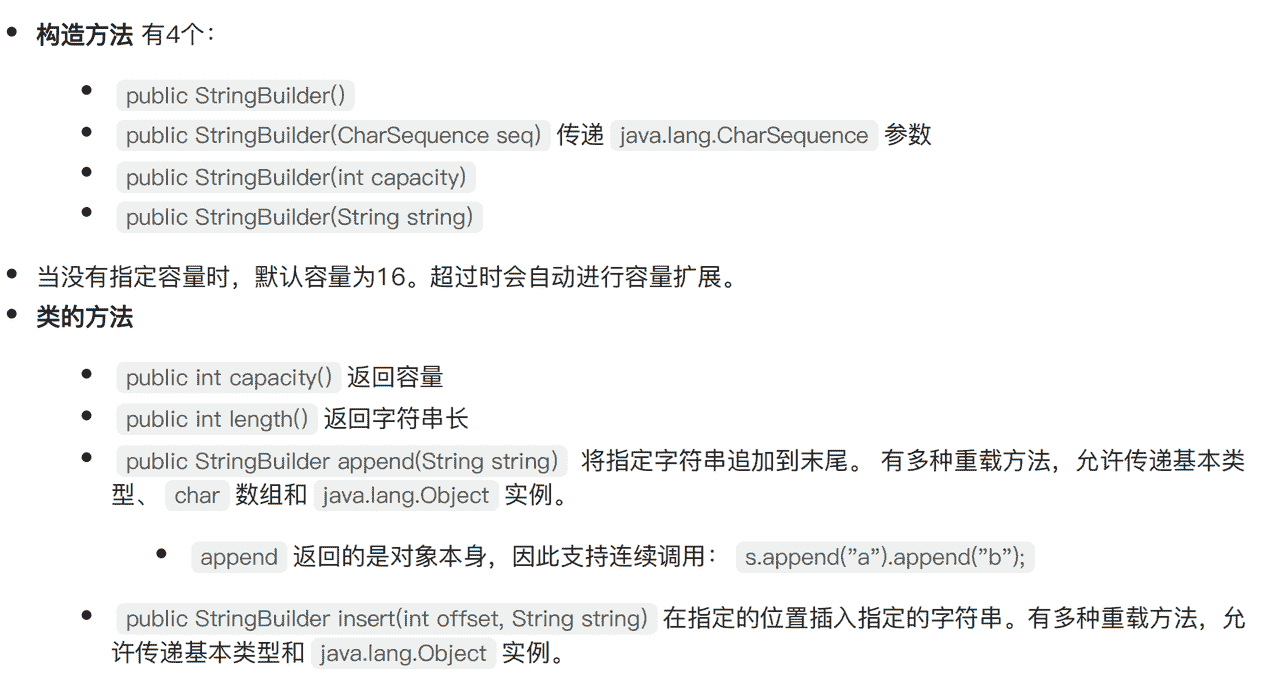 构造方法 有4个：
public StringBuilder()
public StringBuilder(CharSequence seq) 传递 java.lang.CharSequence 参数
public StringBuilder(int capacity)
public StringBuilder(String string)
当没有指定容量时，默认容量为16。超过时会自动进行容量扩展。
类的方法
public int capacity() 返回容量
public int length() 返回字符串长
public StringBuilder append(String string) 将指定字符串追加到末尾。 有多种重载方法，允许传递基本类
型、 char 数组和 java.lang.Object 实例。
append 返回的是对象本身，因此支持连续调用： s.append(”a”).append(”b”);
public StringBuilder insert(int offset, String string) 在指定的位置插入指定的字符串。有多种重载方法，允
许传递基本类型和 java.lang.Object 实例。